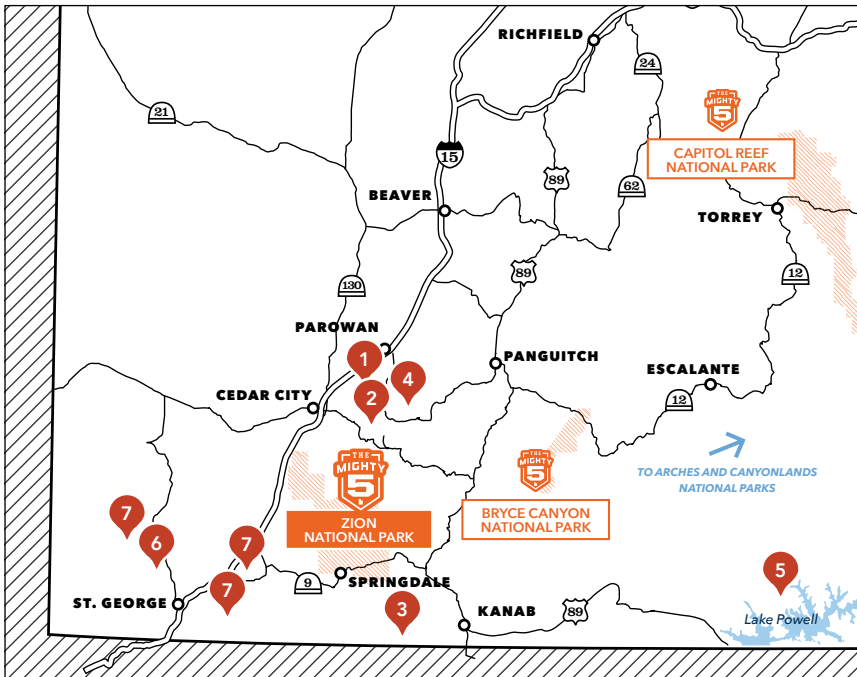 RICHFIELD
24
THE
MIGHTY
5
21
CAPITOL REEF
NATIONAL PARK
15
89
62
BEAVER
TORREY
89
12
130
PAROWAN
1
PANGUITCH
4
ESCALANTE
CEDAR CITY
2
12
THE
MIGHTY
5
THE
MIGHTY
5
TO ARCHES AND CANYONLANDS
NATIONAL PARKS
7
BRYCE CANYON
NATIONAL PARK
ZION
NATIONAL PARK
6
7
5
9
SPRINGDALE
7
ST. GEORGE
3
KANAB
89
Lake Powell